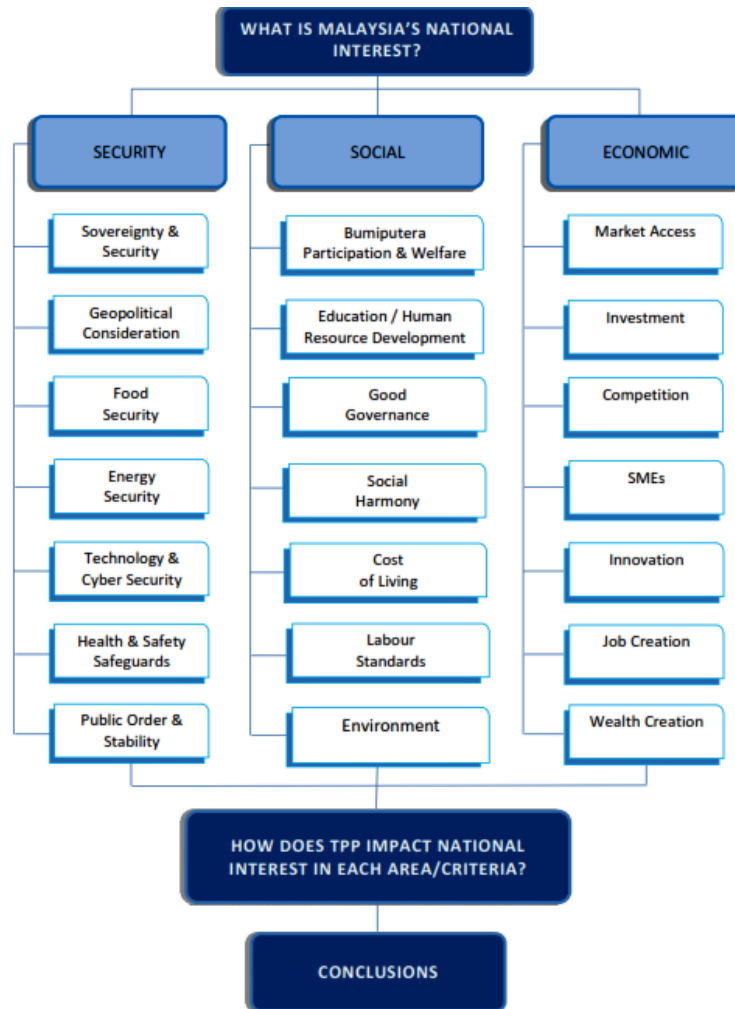 WHAT IS MALAYSIA'S NATIONAL
INTEREST?
SECURITY
SOCIAL
ECONOMIC
Sovereignty &
Security
Geopolitical
Consideration
Food
Security
Energy
Security
Technology &
Cyber Security
Health & Safety
Safeguards
Public Order &
Stability
Bumiputera
Participation & Welfare
Education / Human
Resource Development
Good
Governance
Social
Harmony
Cost
of Living
Labour
Standards
Environment
Market Access
Investment
Competition
SMEs
Innovation
Job Creation
Wealth Creation
HOW DOES TPP IMPACT NATIONAL
INTEREST IN EACH AREA/CRITERIA?
CONCLUSIONS